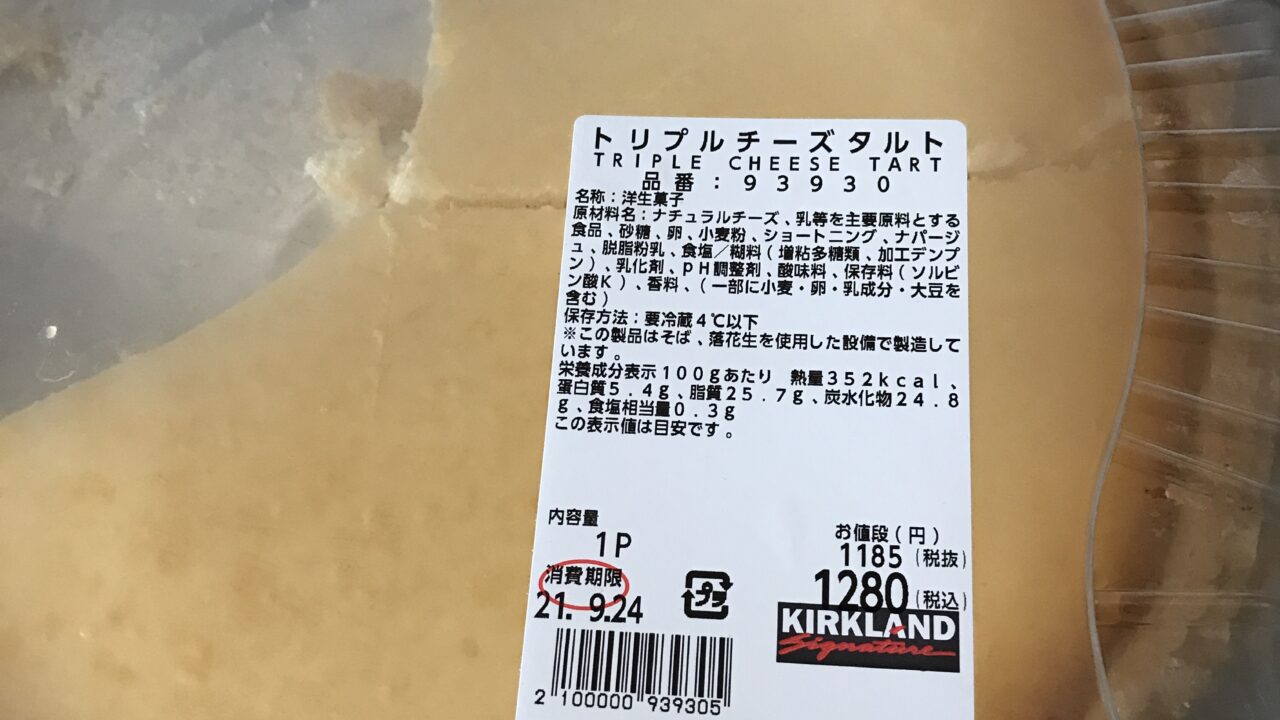 トリプルチーズタルト
TRIPLE CHEESE TART
品番:93930
名称:洋生菓子
原材料名:ナチュラルチーズ、乳等を主要原料とする
食品、砂糖、卵、小麦粉、ショートニング、ナパージ
ュ、脱脂粉乳、食塩/糊料(増粘多糖類、加工デンプ
ン)、乳化剤、pH調整剤、酸味料、保存料(ソルビ
ン酸K)、香料、(一部に小麦・卵・乳成分・大豆を
含む)
保存方法:要冷蔵4℃以下
※この製品はそば、落花生を使用した設備で製造して
います。
栄養成分表示100gあたり 熱量352kcal、
蛋白質5.4g、脂質25.7g、炭水化物24.8
g、食塩相当量0.3g
この表示値は目安です。
内容量
1P
お値段(円)
1185(税抜)
消費期限
21. 9.24
プラ
1280(税込)
KIRKLAND
Signature
2 100000 939305